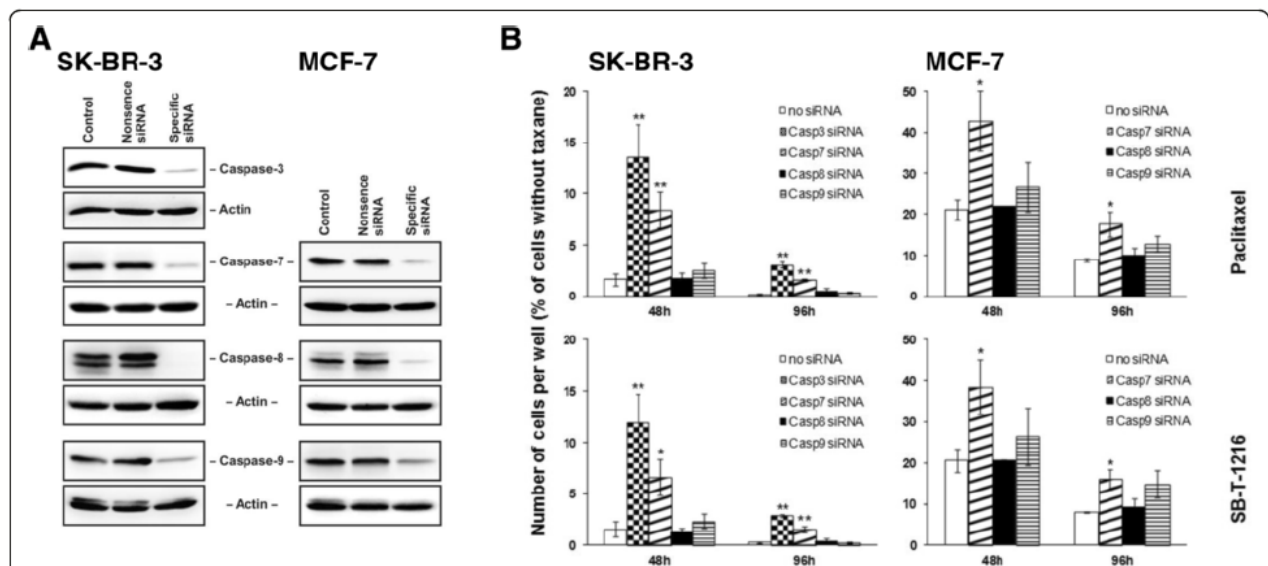 A
SK-BR-3
MCF-7
Control
Nonsence siRNA
Specific siRNA
Control
Nonsence siRNA
Specific siRNA
– Caspase-3
– Actin
– Caspase-7 –
– Actin –
– Caspase-8 –
– Actin –
– Caspase-9 –
– Actin –
B
SK-BR-3
MCF-7
Number of cells per well (% of cells without taxane)
20
15
10
5
0
no siRNA
Casp3 siRNA
Casp7 siRNA
Casp8 siRNA
Casp9 siRNA
**
**
**
**
48h
96h
50
40
30
20
10
0
no siRNA
Casp7 siRNA
Casp8 siRNA
Casp9 siRNA
*
*
48h
96h
Paclitaxel
20
15
10
5
0
no siRNA
Casp3 siRNA
Casp7 siRNA
Casp8 siRNA
Casp9 siRNA
**
*
**
**
48h
96h
50
40
30
20
10
0
no siRNA
Casp7 siRNA
Casp8 siRNA
Casp9 siRNA
*
*
48h
96h
SB-T-1216